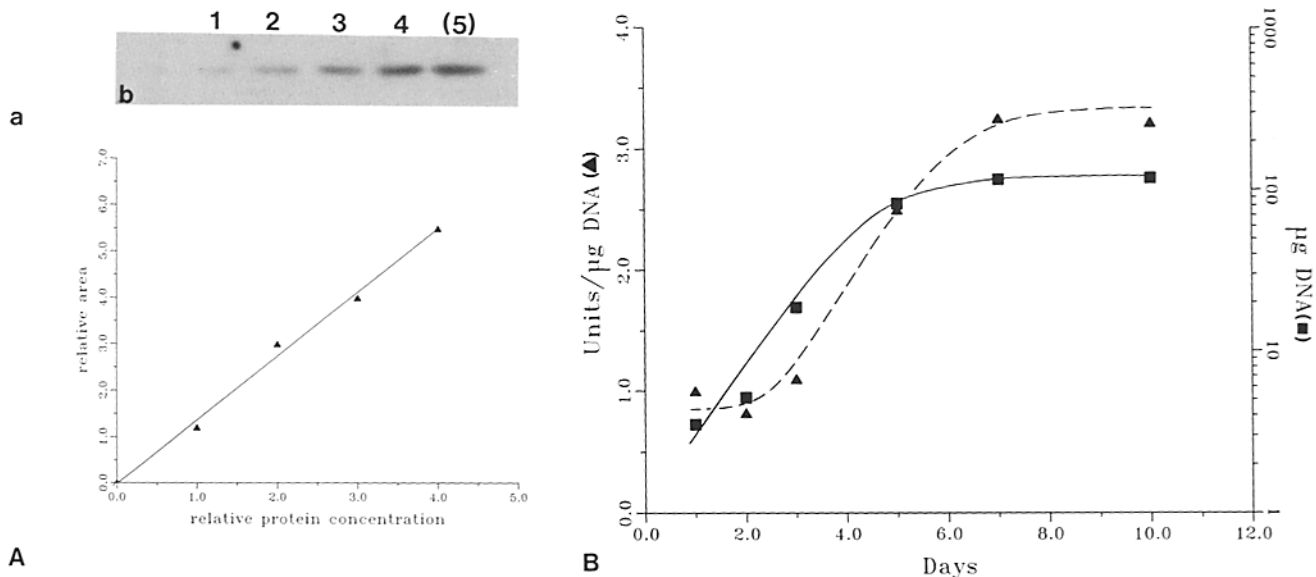 1 2 3 4 (5)
b
a
7.0
6.0
5.0
4.0
3.0
2.0
1.0
0.0
relative area
0.0 1.0 2.0 3.0 4.0 5.0
relative protein concentration
A
4.0
3.0
2.0
1.0
0.0
Units/µg DNA (▲)
1000
100
10
1
µg DNA(■)
0.0 2.0 4.0 6.0 8.0 10.0 12.0
Days
B